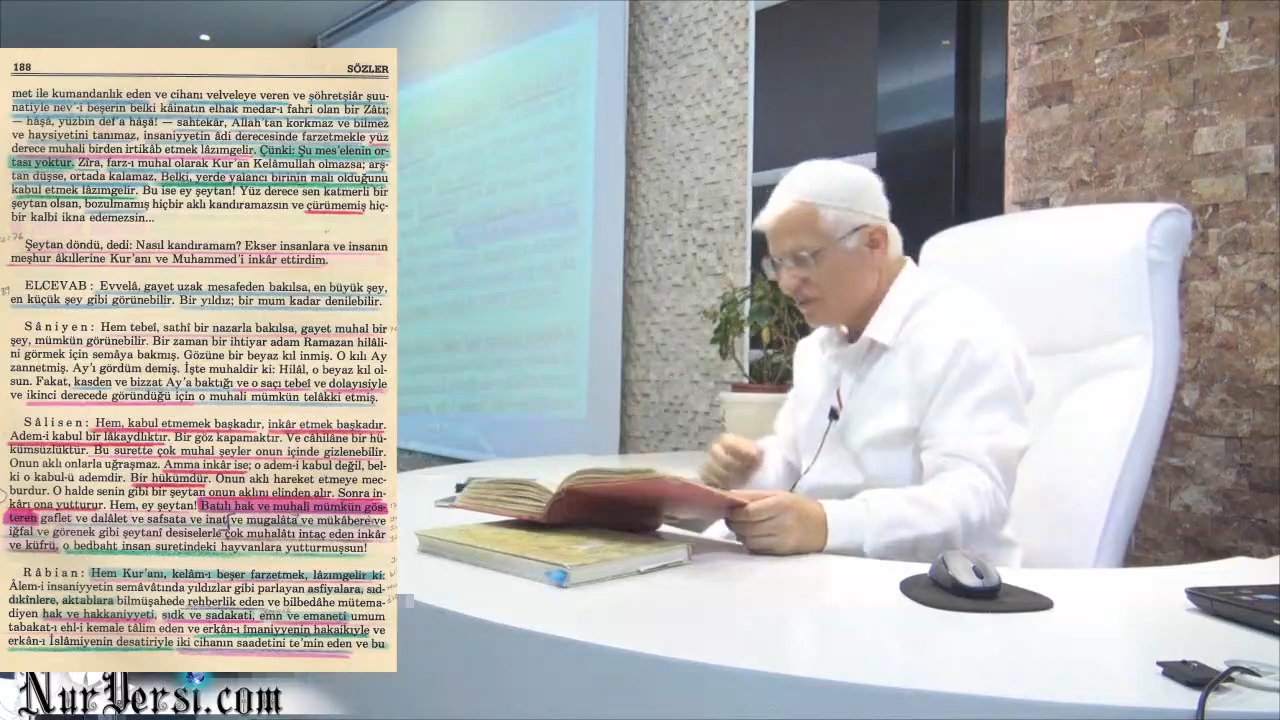 188 SÖZLER
met ile kumandanlık eden ve cihanı velveleye veren ve şöhretşiâr şuu-
natiyle nev'-i beşerin belki kâinatın elhak medar-ı fahri olan bir Zâtı;
— hâşâ, yüzbin def'a hâşâ! — sahtekâr, Allah'tan korkmaz ve bilmez
ve haysiyetini tanımaz, insaniyyetin âdi derecesinde farzetmekle yüz
derece muhali birden irtikâb etmek lâzımgelir. Çünki: Şu mes'elenin or-
tası yoktur. Zîra, farz-ı muhal olarak Kur'an Kelâmullah olmazsa; arş-
tan düşse, ortada kalamaz. Belki, yerde yalancı birinin malı olduğunu
kabul etmek lâzımgelir. Bu ise ey şeytan! Yüz derece sen katmerli bir
şeytan olsan, bozulmamış hiçbir aklı kandıramazsın ve çürümemiş hiç-
bir kalbi ikna edemezsin...
Şeytan döndü, dedi: Nasıl kandıramam? Ekser insanlara ve insanın
meşhur âkıllerine Kur'anı ve Muhammed'i inkâr ettirdim.
ELCEVAB : Evvelâ, gayet uzak mesafeden bakılsa, en büyük şey,
en küçük şey gibi görünebilir. Bir yıldız; bir mum kadar denilebilir.
Sâniyen: Hem tebeî, sathî bir nazarla bakılsa, gayet muhal bir
şey, mümkün görünebilir. Bir zaman bir ihtiyar adam Ramazan hilâli-
ni görmek için semâya bakmış. Gözüne bir beyaz kıl inmiş. O kılı Ay
zannetmiş. Ay'ı gördüm demiş. İşte muhaldir ki: Hilâl, o beyaz kıl ol-
sun. Fakat, kasden ve bizzat Ay'a baktığı ve o saçı tebeî ve dolayısiyle
ve ikinci derecede göründüğü için o muhali mümkün telâkki etmiş.
Sâlisen: Hem, kabul etmemek başkadır, inkâr etmek başkadır.
Adem-i kabul bir lâkaydlıktır. Bir göz kapamaktır. Ve câhilâne bir hü-
kümsüzlüktür. Bu surette çok muhal şeyler onun içinde gizlenebilir.
Onun aklı onlarla uğraşmaz. Amma inkâr ise; o adem-i kabul değil, bel-
ki o kabul-ü ademdir. Bir hükümdür. Onun aklı hareket etmeye mec-
burdur. O halde senin gibi bir şeytan onun aklını elinden alır. Sonra in-
kârı ona yutturur. Hem, ey şeytan! Batılı hak ve muhali mümkün gös-
teren gaflet ve dalâlet ve safsata ve inat ve mugalâta ve mükâbere ve
iğfal ve görenek gibi şeytanî desiselerle çok muhalâtı intaç eden inkâr
ve küfrü, o bedbaht insan suretindeki hayvanlara yutturmuşsun!
Râbian: Hem Kur'anı, kelâm-ı beşer farzetmek, lâzımgelir ki:
Âlem-i insaniyyetin semâvâtında yıldızlar gibi parlayan asfiyalara, sıd-
dıkînlere, aktablara bilmüşahede rehberlik eden ve bilbedahe mütema-
diyen hak ve hakkaniyyeti, sıdk ve sadakati, emn ve emaneti umum
tabakat-ı ehl-i kemale tâlim eden ve erkân-ı îmaniyyenin hakaikıyle ve
erkân-ı İslâmiyenin desatiriyle iki cihanın saadetini te'min eden ve bu
NurDersi.com